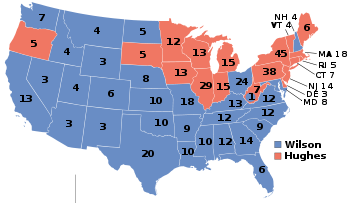 NH 4
7 VT 4 6
4 5
5 12 45 MA 18
4 5 13 15 RI 5
3 38 CT 7
3 8 13 29 15 24 NJ 14
4 6 7 DE 3
13 10 18 13 1 12 MD 8
3 3 10 9 12 12
10 12 14 9
20 10
6
Wilson
Hughes